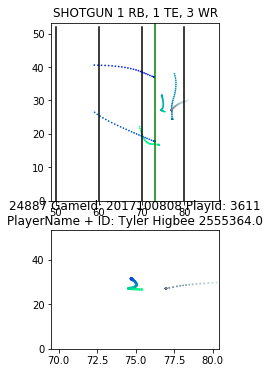 SHOTGUN 1 RB, 1 TE, 3 WR
50
40
30
20
10
0
50 60 70 80
24887 GameId: 2017100808 PlayId: 3611
PlayerName + ID: Tyler Higbee 2555364.0
40
20
0
70.0 72.5 75.0 77.5 80.0